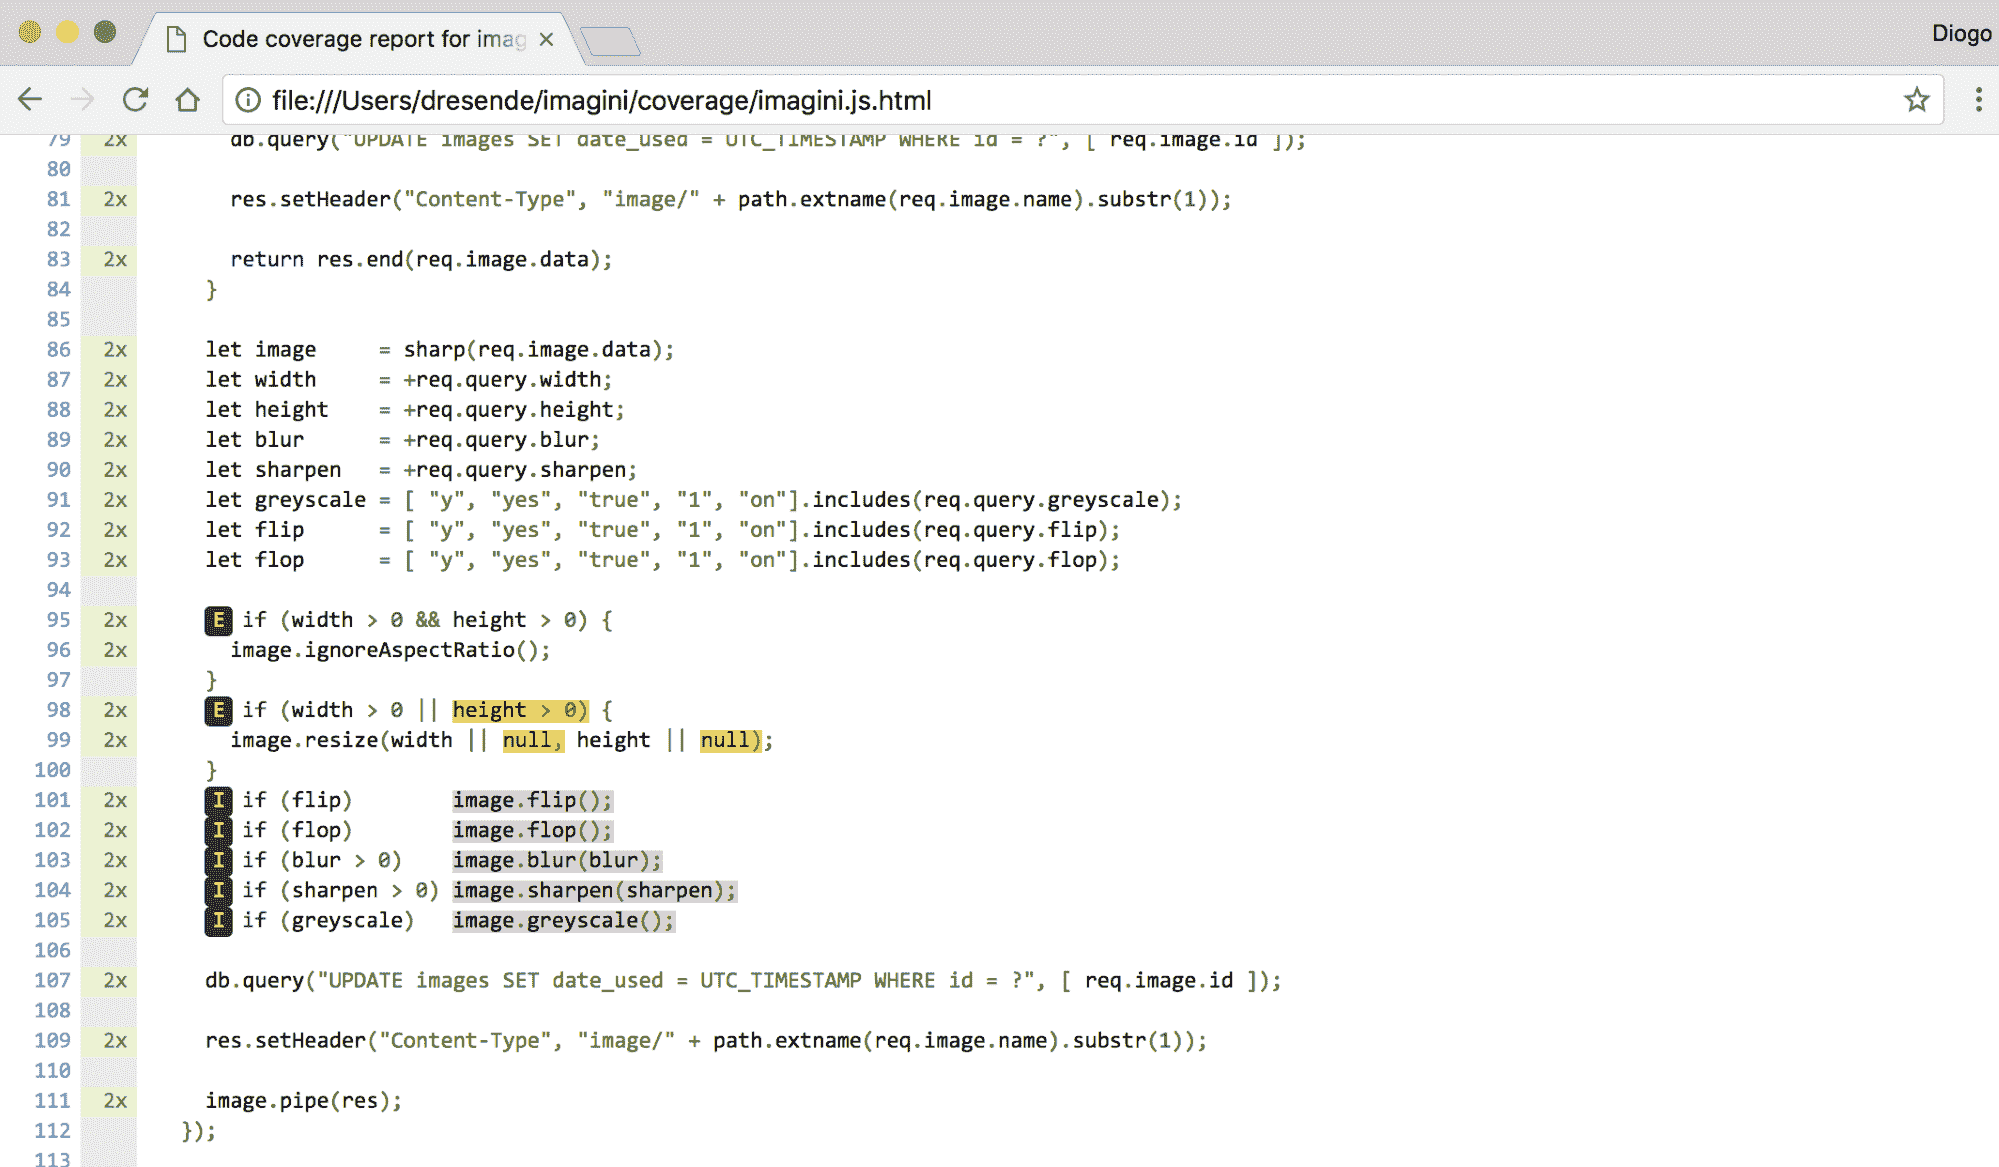 Code coverage report for imag
Diogo
file:///Users/dresende/imagini/coverage/imagini.js.html
79 2x db.query("UPDATE images SET date_used = UTC_TIMESTAMP WHERE id = ?", [ req.image.id ]);
80
81 2x res.setHeader("Content-Type", "image/" + path.extname(req.image.name).substr(1));
82
83 2x return res.end(req.image.data);
84 }
85
86 2x let image = sharp(req.image.data);
87 2x let width = +req.query.width;
88 2x let height = +req.query.height;
89 2x let blur = +req.query.blur;
90 2x let sharpen = +req.query.sharpen;
91 2x let greyscale = [ "y", "yes", "true", "1", "on"].includes(req.query.greyscale);
92 2x let flip = [ "y", "yes", "true", "1", "on"].includes(req.query.flip);
93 2x let flop = [ "y", "yes", "true", "1", "on"].includes(req.query.flop);
94
95 2x E if (width > 0 && height > 0) {
96 2x image.ignoreAspectRatio();
97 }
98 2x E if (width > 0 || height > 0) {
99 2x image.resize(width || null, height || null);
100 }
101 2x I if (flip) image.flip();
102 2x I if (flop) image.flop();
103 2x I if (blur > 0) image.blur(blur);
104 2x I if (sharpen > 0) image.sharpen(sharpen);
105 2x I if (greyscale) image.greyscale();
106
107 2x db.query("UPDATE images SET date_used = UTC_TIMESTAMP WHERE id = ?", [ req.image.id ]);
108
109 2x res.setHeader("Content-Type", "image/" + path.extname(req.image.name).substr(1));
110
111 2x image.pipe(res);
112 });
113